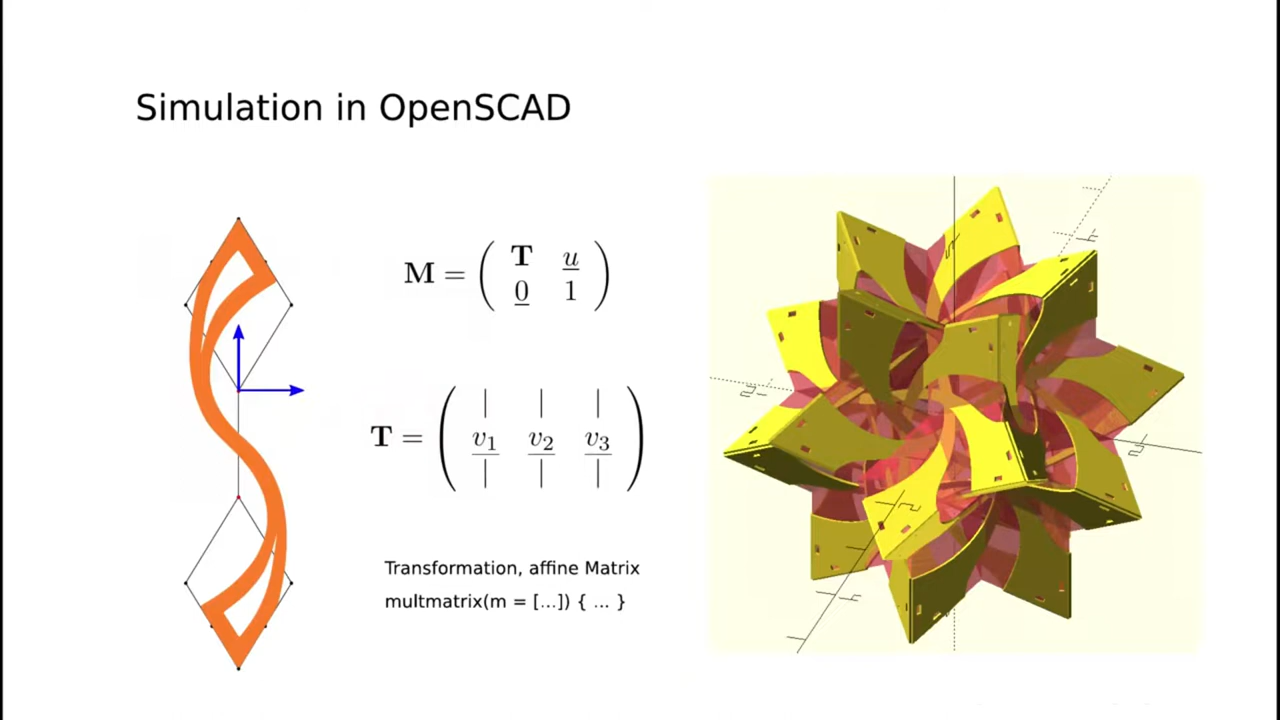 Simulation in OpenSCAD
M = ( T u
0 1 )
T = ( | | |
v1 v2 v3
| | | )
Transformation, affine Matrix
multmatrix(m = [...]) { ... }